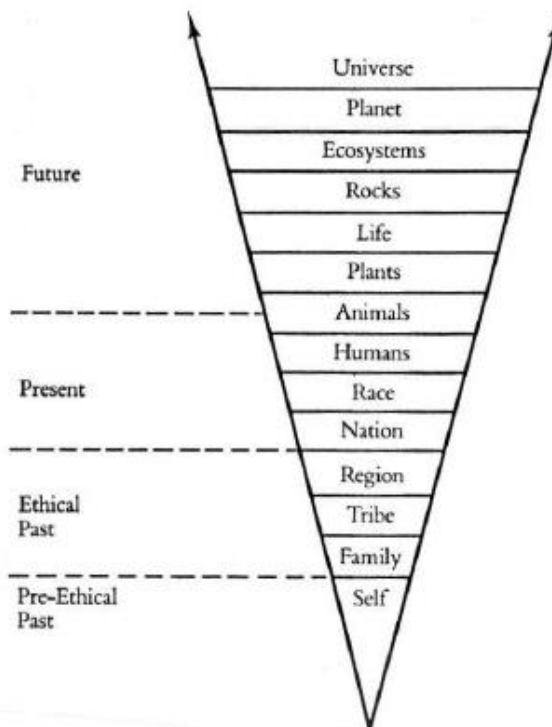 Universe
Planet
Ecosystems
Future
Rocks
Life
Plants
Animals
Humans
Present
Race
Nation
Region
Ethical
Past
Tribe
Family
Pre-Ethical
Past
Self